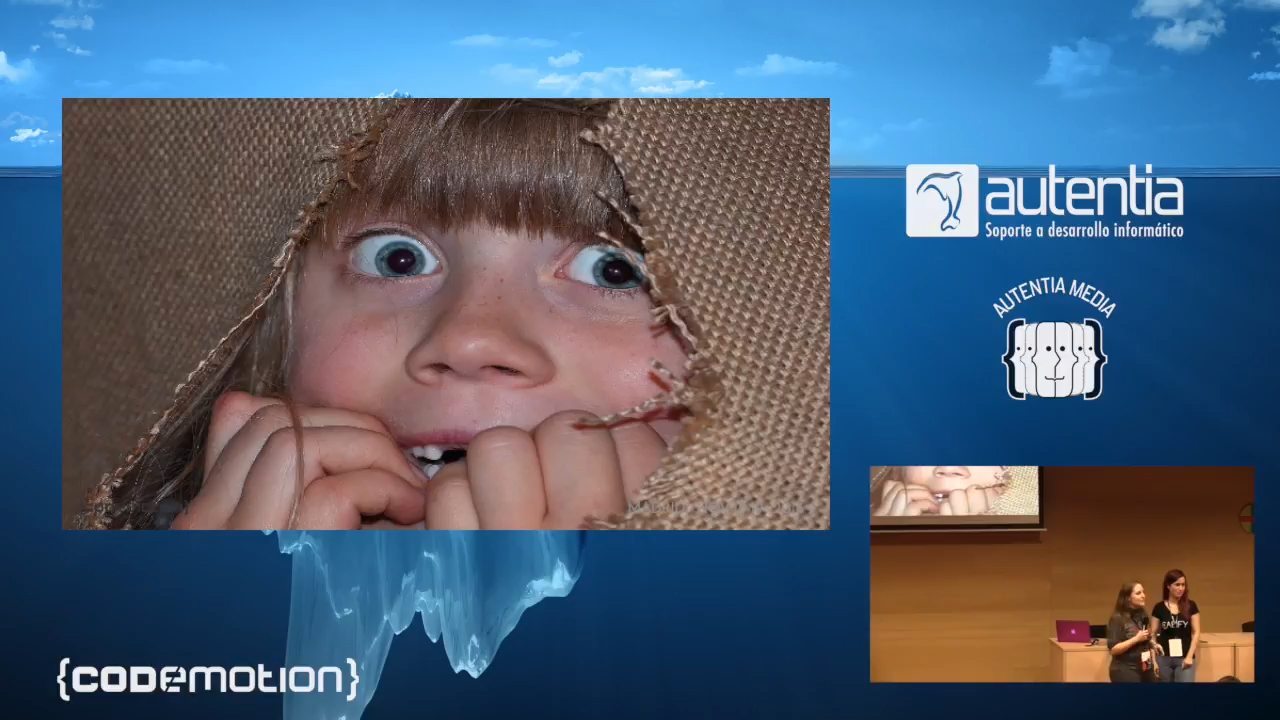 autentia
Soporte a desarrollo informático
AUTENTIA MEDIA
{CODEMOTION}